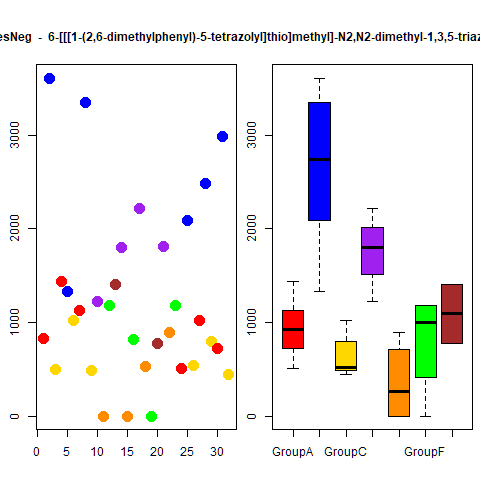 esNeg - 6-[[[1-(2,6-dimethylphenyl)-5-tetrazolyl]thio]methyl]-N2,N2-dimethyl-1,3,5-triaz
3000
2000
1000
0
0 5 10 15 20 25 30
3000
2000
1000
0
GroupA GroupC GroupF